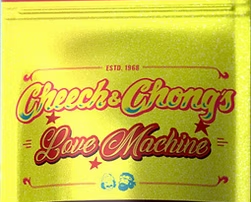 ESTD. 1968
Cheech & Chong's
Love Machine